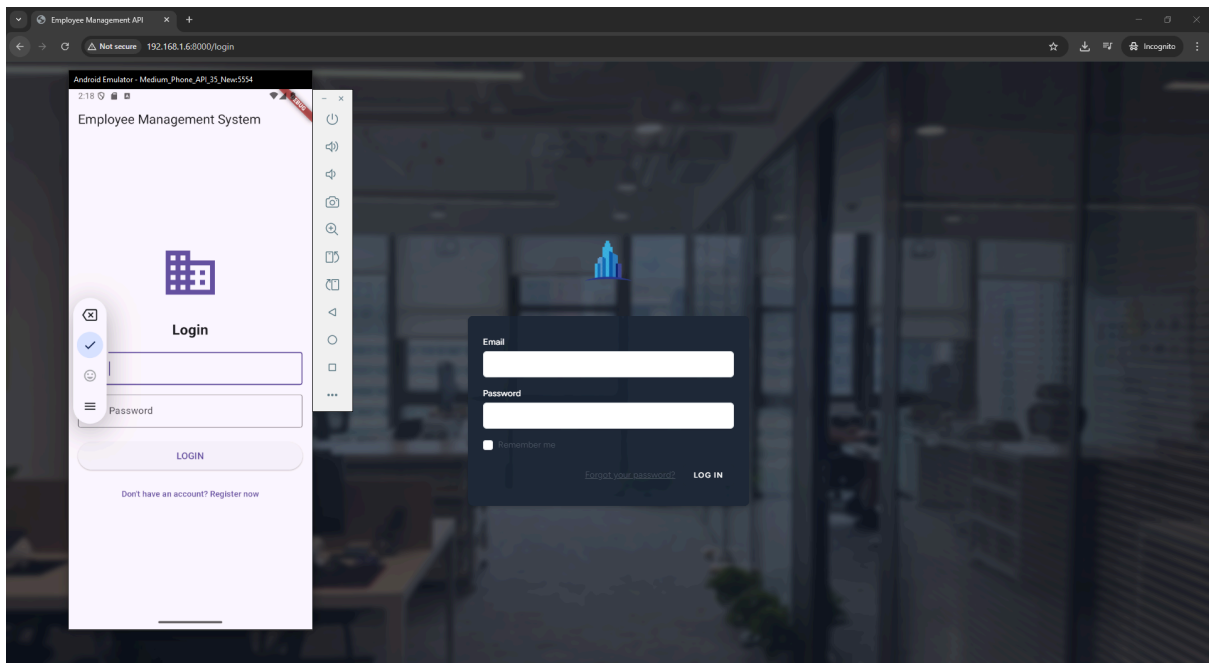 Employee Management API
Not secure
192.168.1.6:8000/login
Incognito
Android Emulator - Medium_Phone_API_35_New:5554
2:18
DEBUG
Employee Management System
Login
Password
LOGIN
Don't have an account? Register now
Email
Password
Remember me
Forgot your password?
LOG IN